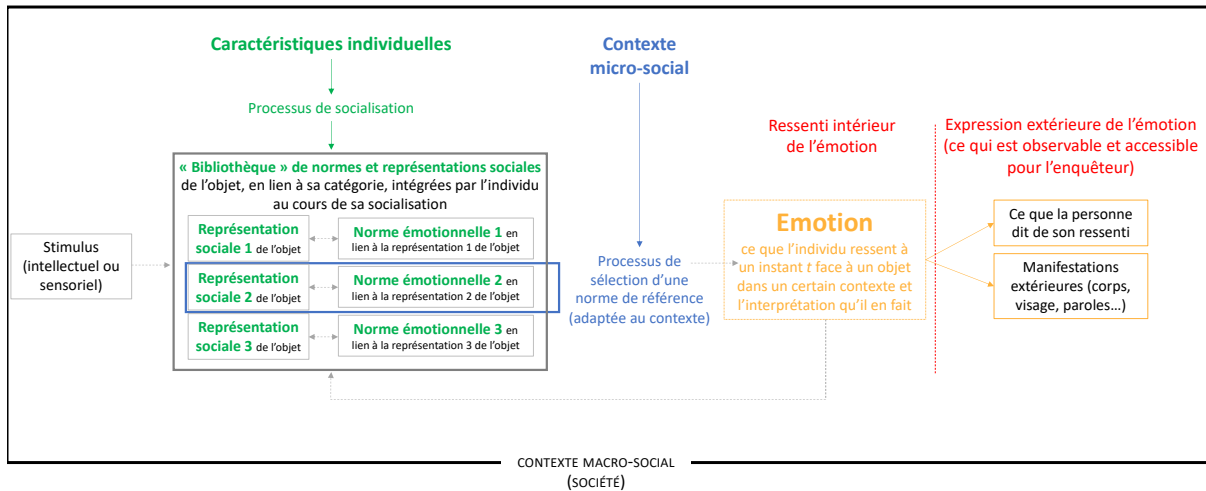 Caractéristiques individuelles
Processus de socialisation
« Bibliothèque » de normes et représentations sociales
de l'objet, en lien à sa catégorie, intégrées par l'individu
au cours de sa socialisation
Représentation
sociale 1 de l'objet
Norme émotionnelle 1 en
lien à la représentation 1 de l'objet
Représentation
sociale 2 de l'objet
Norme émotionnelle 2 en
lien à la représentation 2 de l'objet
Représentation
sociale 3 de l'objet
Norme émotionnelle 3 en
lien à la représentation 3 de l'objet
Stimulus
(intellectuel ou
sensoriel)
Contexte
micro-social
Processus de
sélection d'une
norme de référence
(adaptée au contexte)
Ressenti intérieur
de l'émotion
Emotion
ce que l'individu ressent à
un instant t face à un objet
dans un certain contexte et
l'interprétation qu'il en fait
Expression extérieure de l'émotion
(ce qui est observable et accessible
pour l'enquêteur)
Ce que la personne
dit de son ressenti
Manifestations
extérieures (corps,
visage, paroles…)
CONTEXTE MACRO-SOCIAL
(SOCIÉTÉ)